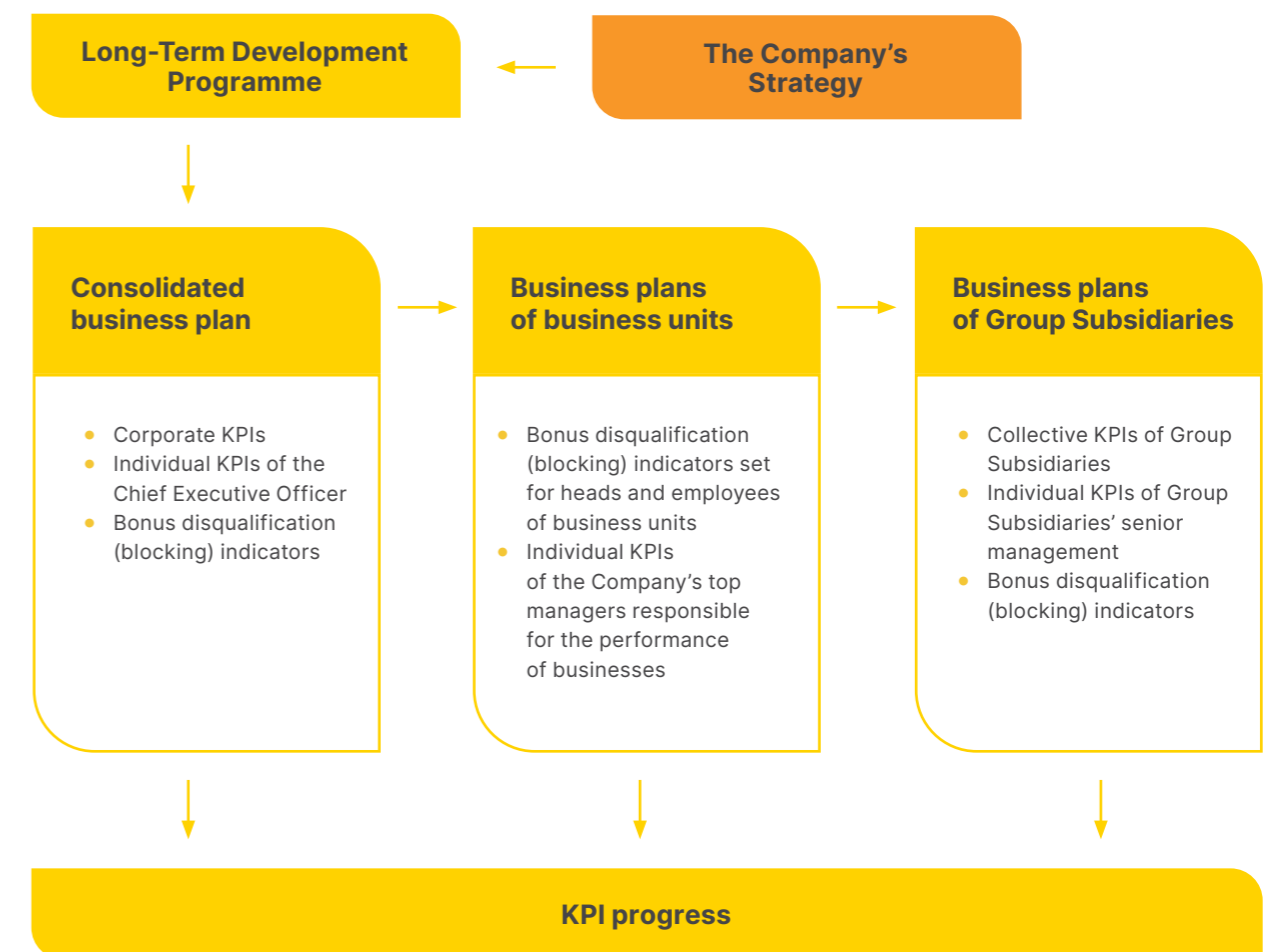 Long-Term Development
Programme
The Company’s
Strategy
Consolidated
business plan
• Corporate KPIs
• Individual KPIs of the
Chief Executive Officer
• Bonus disqualification
(blocking) indicators
Business plans
of business units
• Bonus disqualification
(blocking) indicators set
for heads and employees
of business units
• Individual KPIs
of the Company’s top
managers responsible
for the performance
of businesses
Business plans
of Group Subsidiaries
• Collective KPIs of Group
Subsidiaries
• Individual KPIs of Group
Subsidiaries’ senior
management
• Bonus disqualification
(blocking) indicators
KPI progress